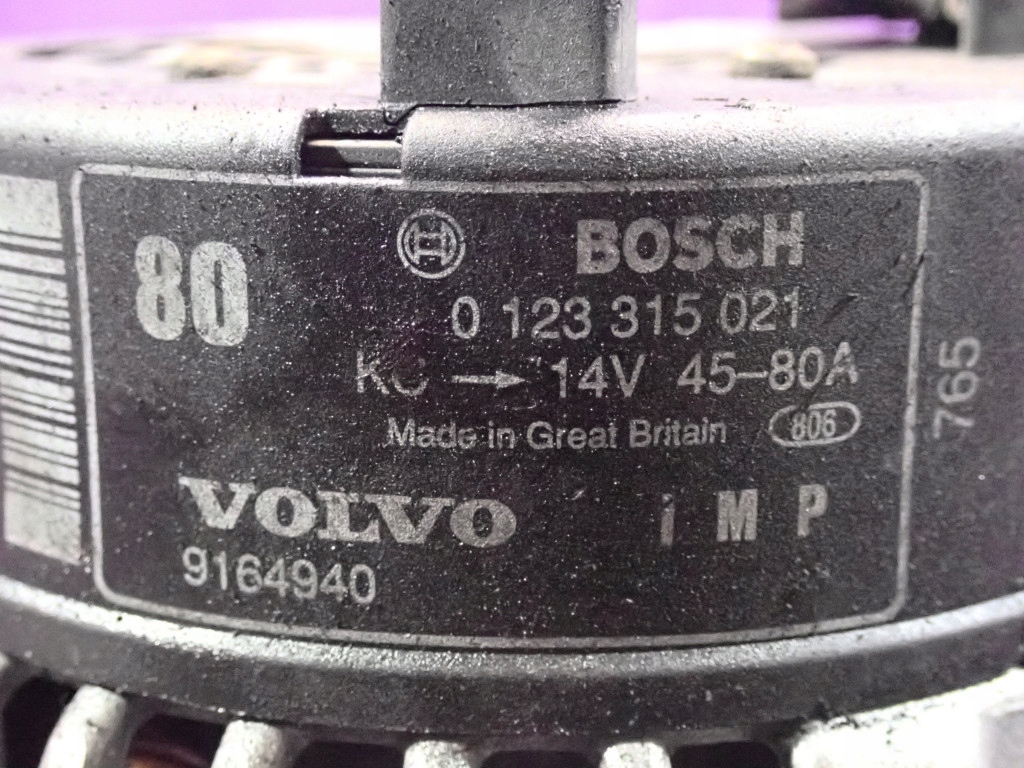 80
BOSCH
0 123 315 021
KC → 14V 45-80A
Made in Great Britain 806
VOLVO i M P
9164940
765